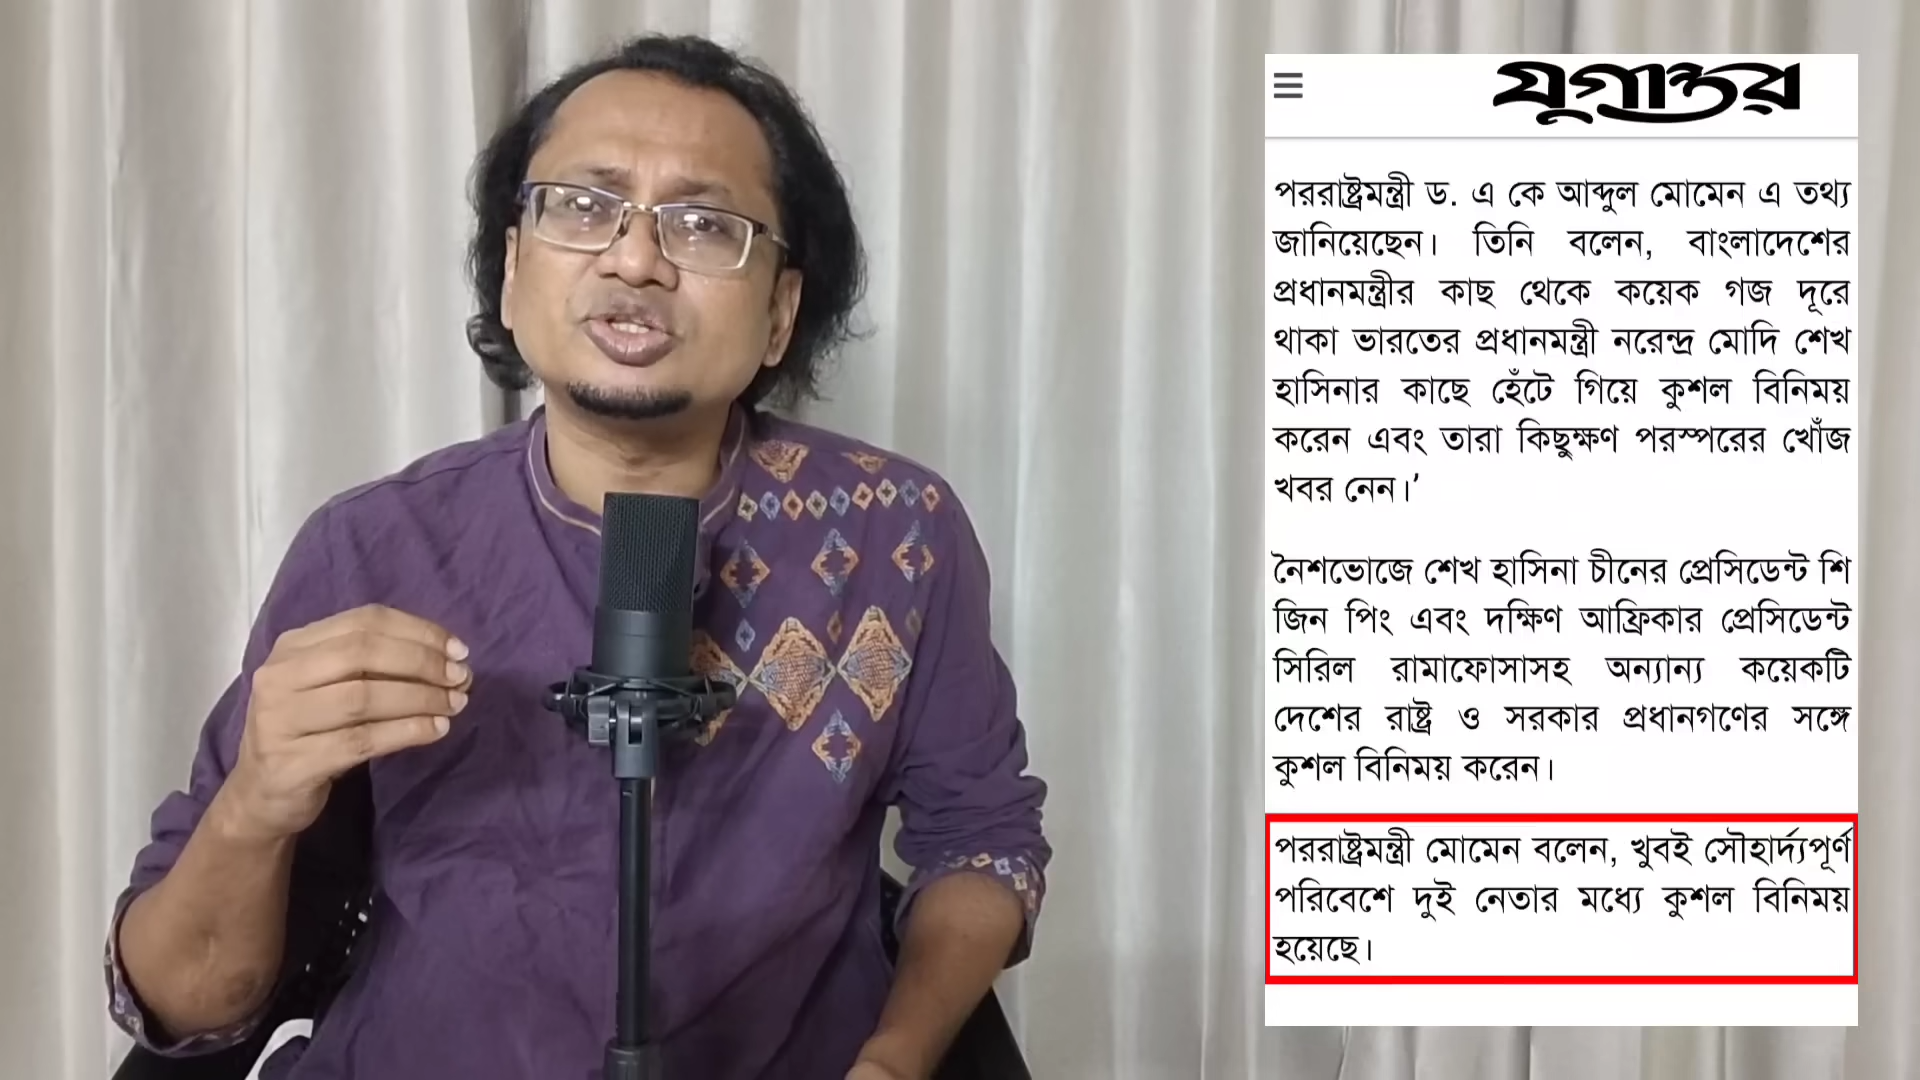 যুগান্তর
পররাষ্ট্রমন্ত্রী ড. এ কে আব্দুল মোমেন এ তথ্য
জানিয়েছেন। তিনি বলেন, বাংলাদেশের
প্রধানমন্ত্রীর কাছ থেকে কয়েক গজ দূরে
থাকা ভারতের প্রধানমন্ত্রী নরেন্দ্র মোদি শেখ
হাসিনার কাছে হেঁটে গিয়ে কুশল বিনিময়
করেন এবং তারা কিছুক্ষণ পরস্পরের খোঁজ
খবর নেন।’
নৈশভোজে শেখ হাসিনা চীনের প্রেসিডেন্ট শি
জিন পিং এবং দক্ষিণ আফ্রিকার প্রেসিডেন্ট
সিরিল রামাফোসাসহ অন্যান্য কয়েকটি
দেশের রাষ্ট্র ও সরকার প্রধানগণের সঙ্গে
কুশল বিনিময় করেন।
পররাষ্ট্রমন্ত্রী মোমেন বলেন, খুবই সৌহার্দ্যপূর্ণ
পরিবেশে দুই নেতার মধ্যে কুশল বিনিময়
হয়েছে।